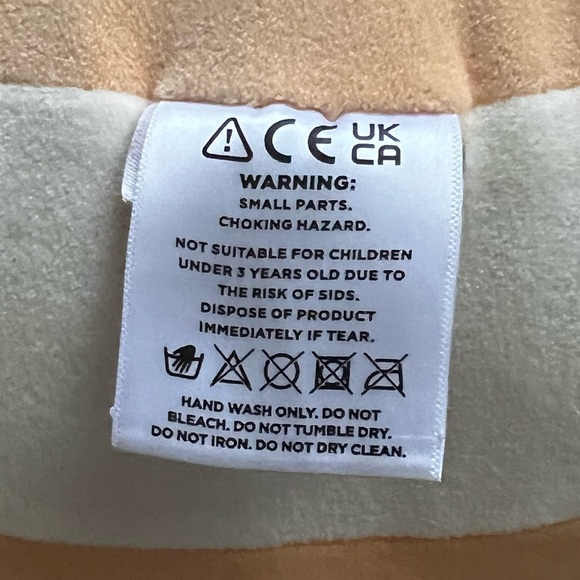 CE UK
CA
WARNING:
SMALL PARTS.
CHOKING HAZARD.
NOT SUITABLE FOR CHILDREN
UNDER 3 YEARS OLD DUE TO
THE RISK OF SIDS.
DISPOSE OF PRODUCT
IMMEDIATELY IF TEAR.
HAND WASH ONLY. DO NOT
BLEACH. DO NOT TUMBLE DRY.
DO NOT IRON. DO NOT DRY CLEAN.